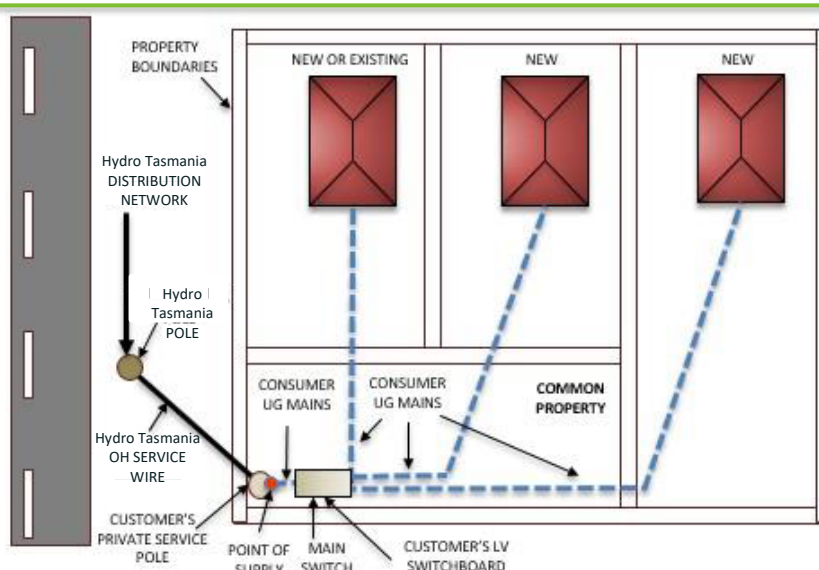 PROPERTY
BOUNDARIES
NEW OR EXISTING
NEW
NEW
Hydro Tasmania
DISTRIBUTION
NETWORK
Hydro
Tasmania
POLE
CONSUMER
UG MAINS
CONSUMER
UG MAINS
COMMON
PROPERTY
Hydro Tasmania
OH SERVICE
WIRE
CUSTOMER'S
PRIVATE SERVICE
POLE
POINT OF
SUPPLY
MAIN
SWITCH
CUSTOMER'S LV
SWITCHBOARD